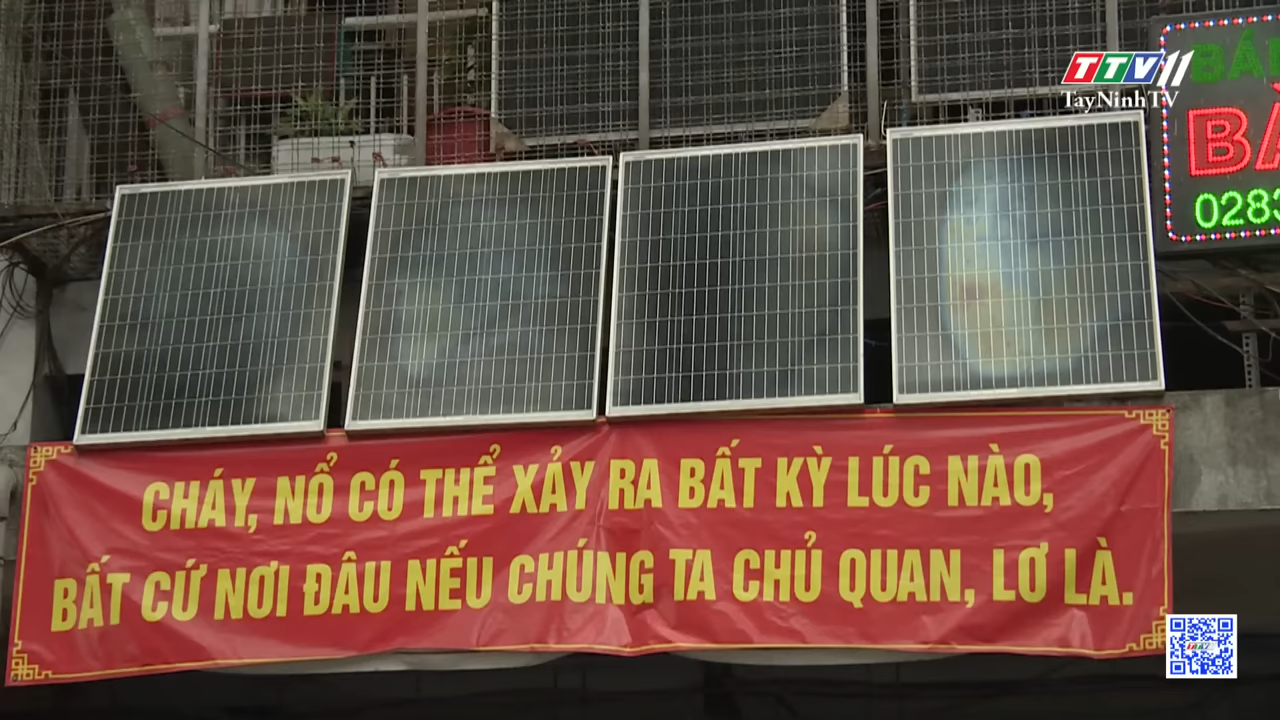 TTV11
TayNinhTV
0283
CHÁY, NỔ CÓ THỂ XẢY RA BẤT KỲ LÚC NÀO,
BẤT CỨ NƠI ĐÂU NẾU CHÚNG TA CHỦ QUAN, LƠ LÀ.